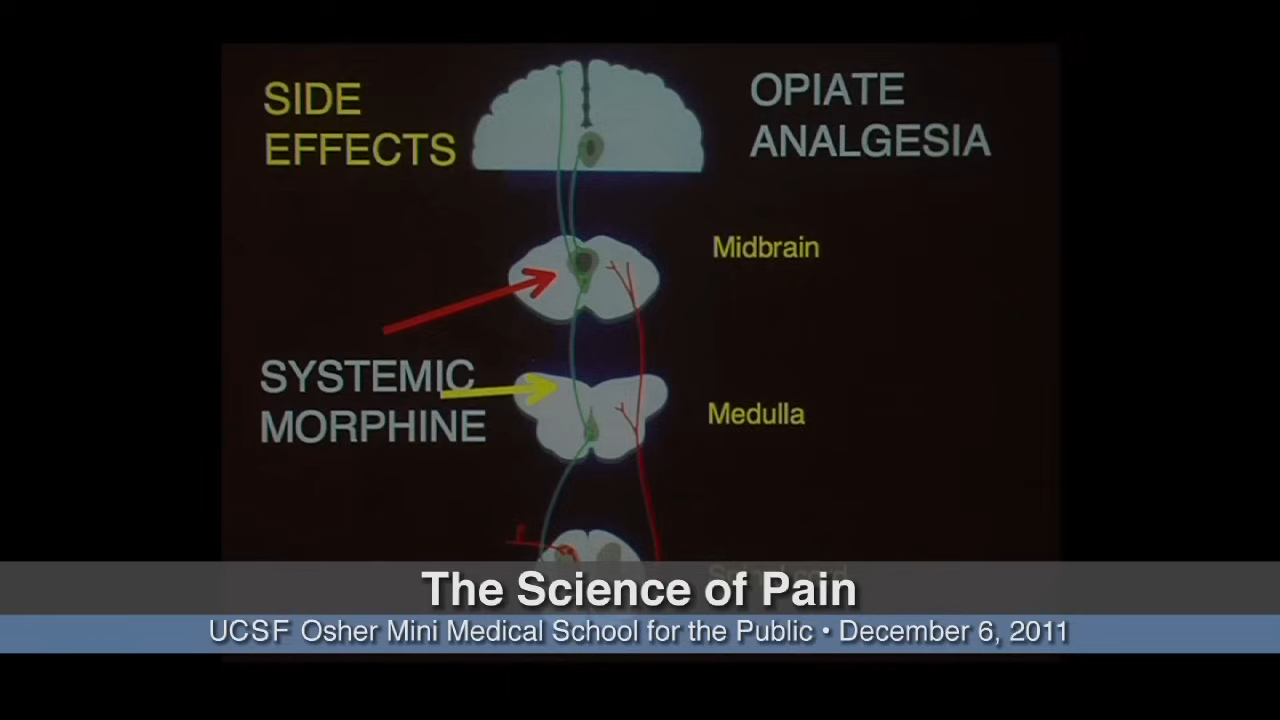 SIDE
EFFECTS
OPIATE
ANALGESIA
Midbrain
SYSTEMIC
MORPHINE
Medulla
The Science of Pain
UCSF Osher Mini Medical School for the Public • December 6, 2011